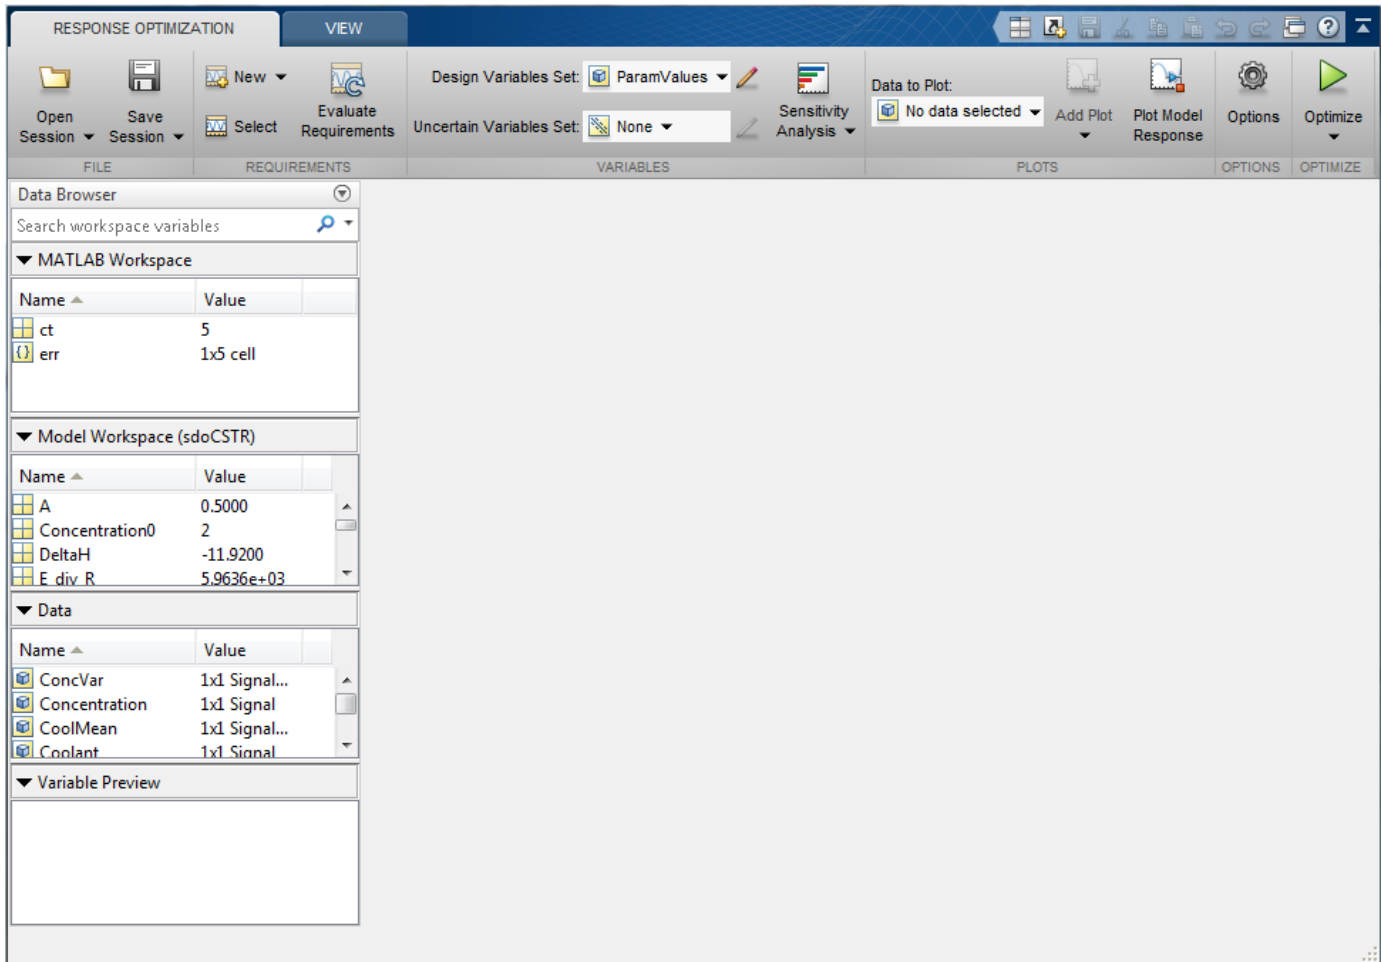 RESPONSE OPTIMIZATION VIEW
New Design Variables Set: ParamValues Data to Plot:
Open Session Save Session Select Evaluate Requirements Uncertain Variables Set: None Sensitivity Analysis No data selected Add Plot Plot Model Response Options Optimize
FILE REQUIREMENTS VARIABLES PLOTS OPTIONS OPTIMIZE
Data Browser
Search workspace variables
MATLAB Workspace
Name Value
ct 5
err 1x5 cell
Model Workspace (sdoCSTR)
Name Value
A 0.5000
Concentration0 2
DeltaH -11.9200
E_div_R 5.9636e+03
Data
Name Value
ConcVar 1x1 Signal...
Concentration 1x1 Signal
CoolMean 1x1 Signal...
Coolant 1x1 Signal
Variable Preview